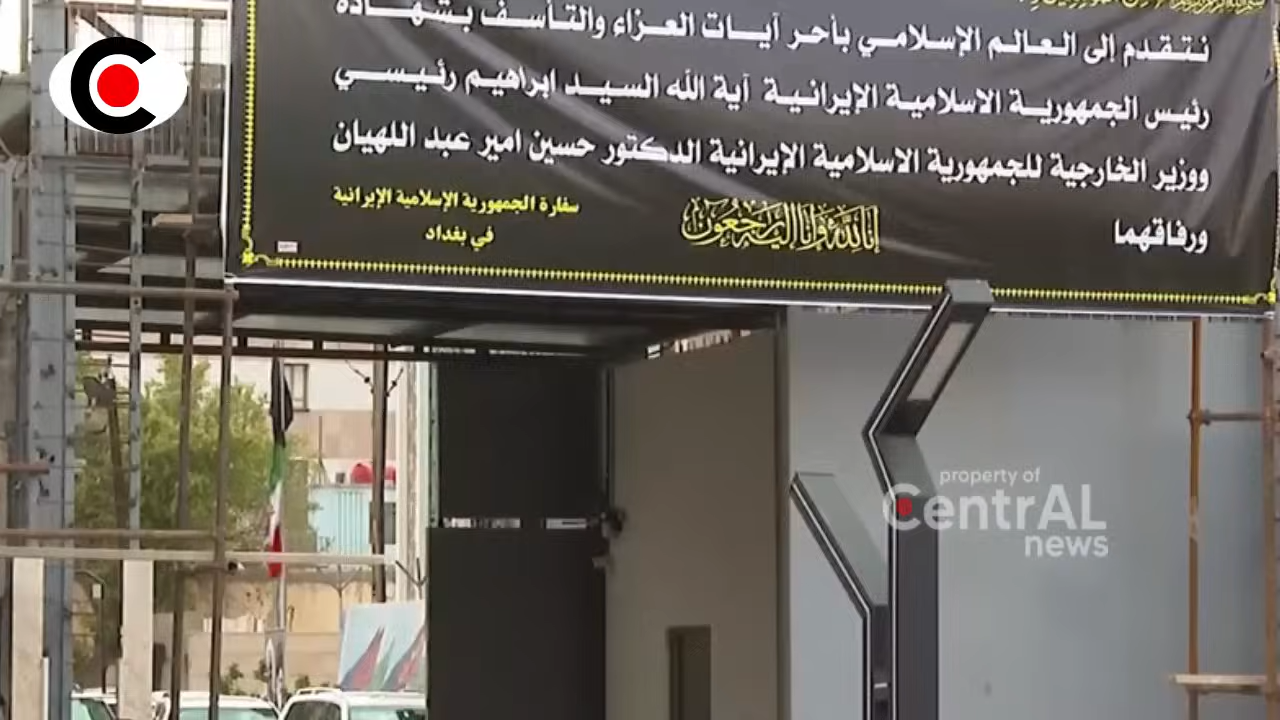 نتقدم إلى العالم الإسلامي بأحر آيات العزاء والتأسف بشهادة
رئيس الجمهورية الاسلامية الإيرانية آية الله السيد ابراهيم رئيسي
ووزير الخارجية للجمهورية الاسلامية الإيرانية الدكتور حسين امير عبد اللهيان
ورفاقهما
إنا لله وإنا إليه راجعون
سفارة الجمهورية الإسلامية الإيرانية
في بغداد
property of
CentrAL
news